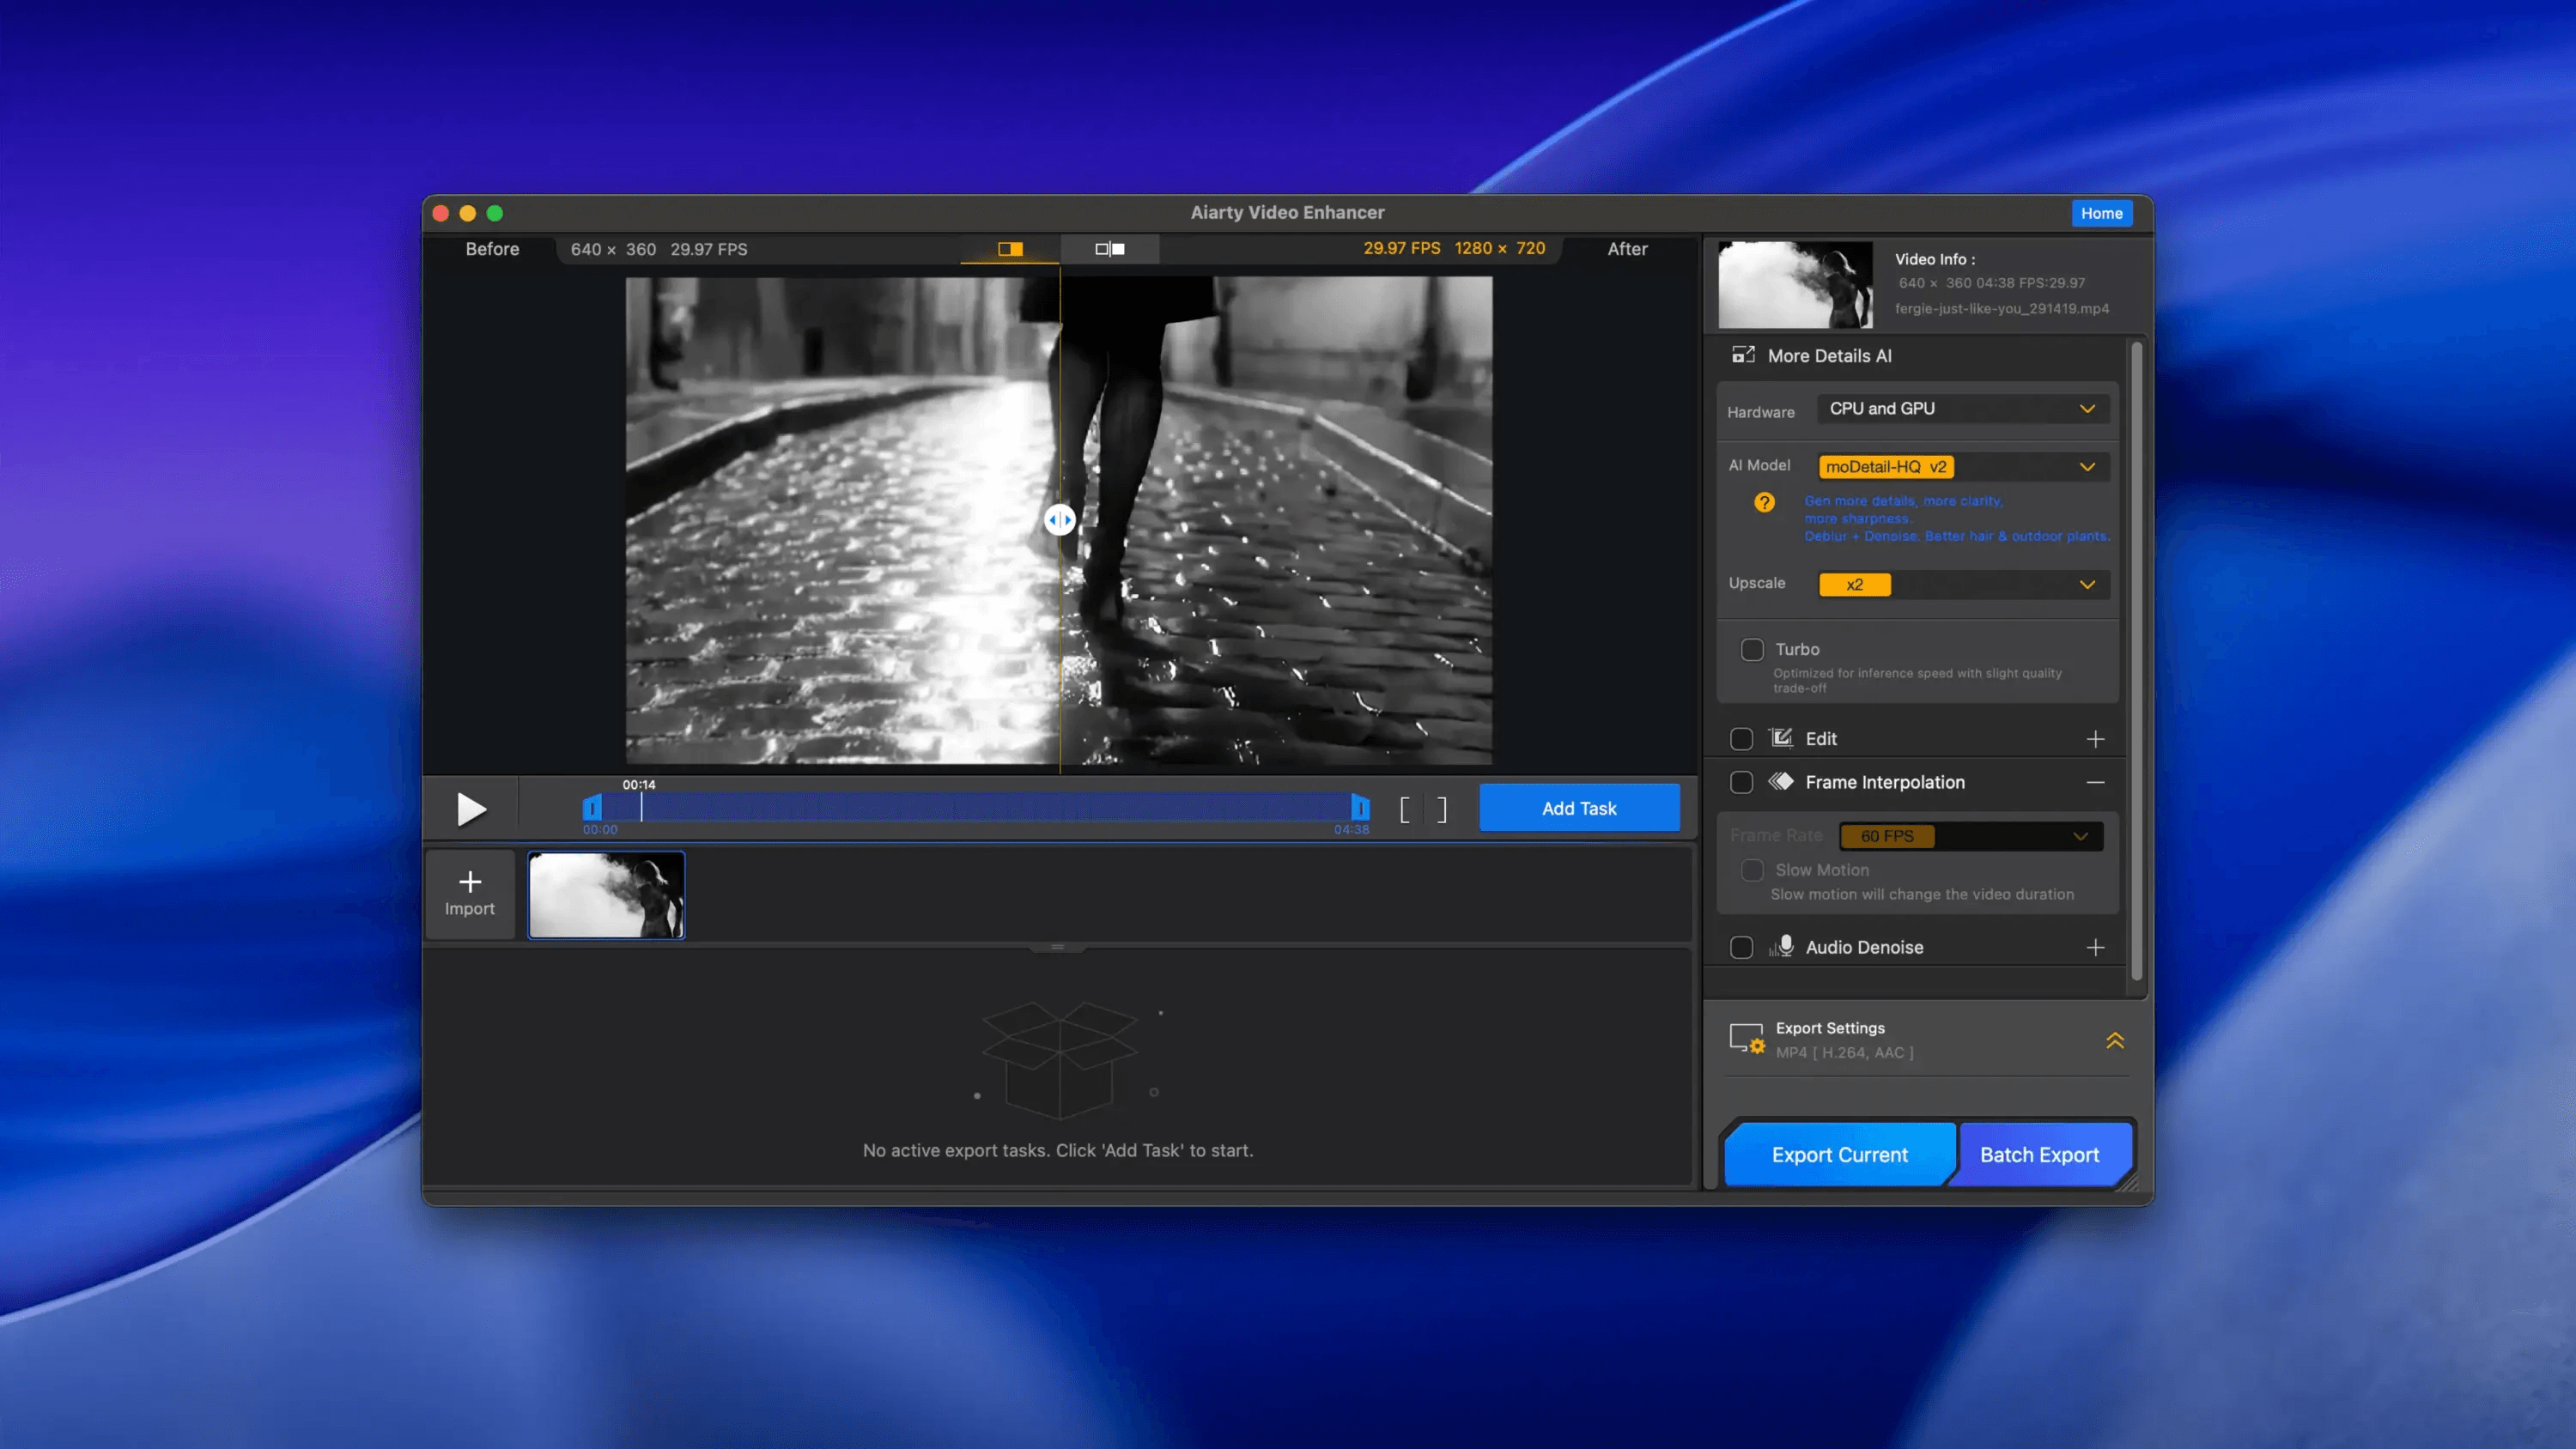 Aiarty Video Enhancer
Home
Before
640 × 360 29.97 FPS
29.97 FPS 1280 × 720
After
Video Info :
640 × 360 04:38 FPS:29.97
fergie-just-like-you_291419.mp4
More Details AI
Hardware CPU and GPU
AI Model moDetail-HQ v2
?
Gen more details, more clarity,
more sharpness.
Deblur + Denoise. Better hair & outdoor plants.
Upscale x2
Turbo
Optimized for inference speed with slight quality
trade-off
Edit
Frame Interpolation
Frame Rate 60 FPS
Slow Motion
Slow motion will change the video duration
Audio Denoise
00:14
00:00
04:38
[ ]
Add Task
Import
No active export tasks. Click 'Add Task' to start.
Export Settings
MP4 [ H.264, AAC ]
Export Current
Batch Export